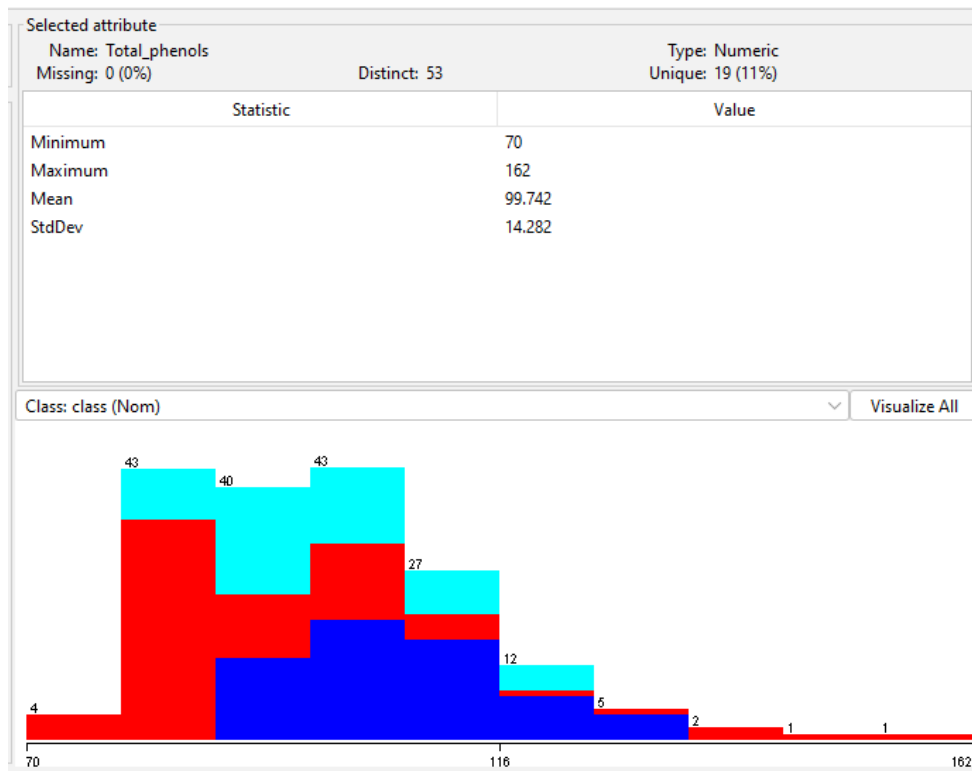 Selected attribute
Name: Total_phenols Type: Numeric
Missing: 0 (0%) Distinct: 53 Unique: 19 (11%)
Statistic Value
Minimum 70
Maximum 162
Mean 99.742
StdDev 14.282
Class: class (Nom) Visualize All
43 43
40
27
12
4 5
2 1 1
70 116 162